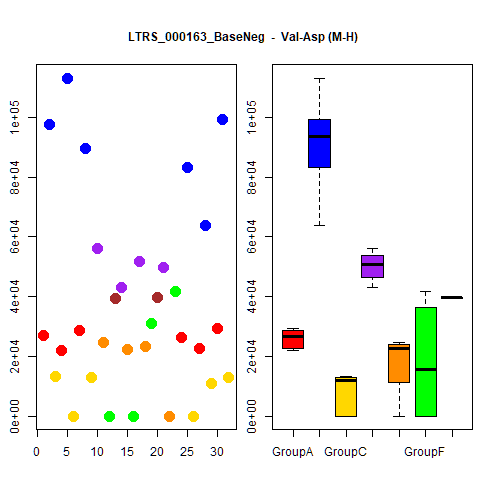 LTRS_000163_BaseNeg - Val-Asp (M-H)
1e+05
8e+04
6e+04
4e+04
2e+04
0e+00
0 5 10 15 20 25 30
1e+05
8e+04
6e+04
4e+04
2e+04
0e+00
GroupA GroupC GroupF